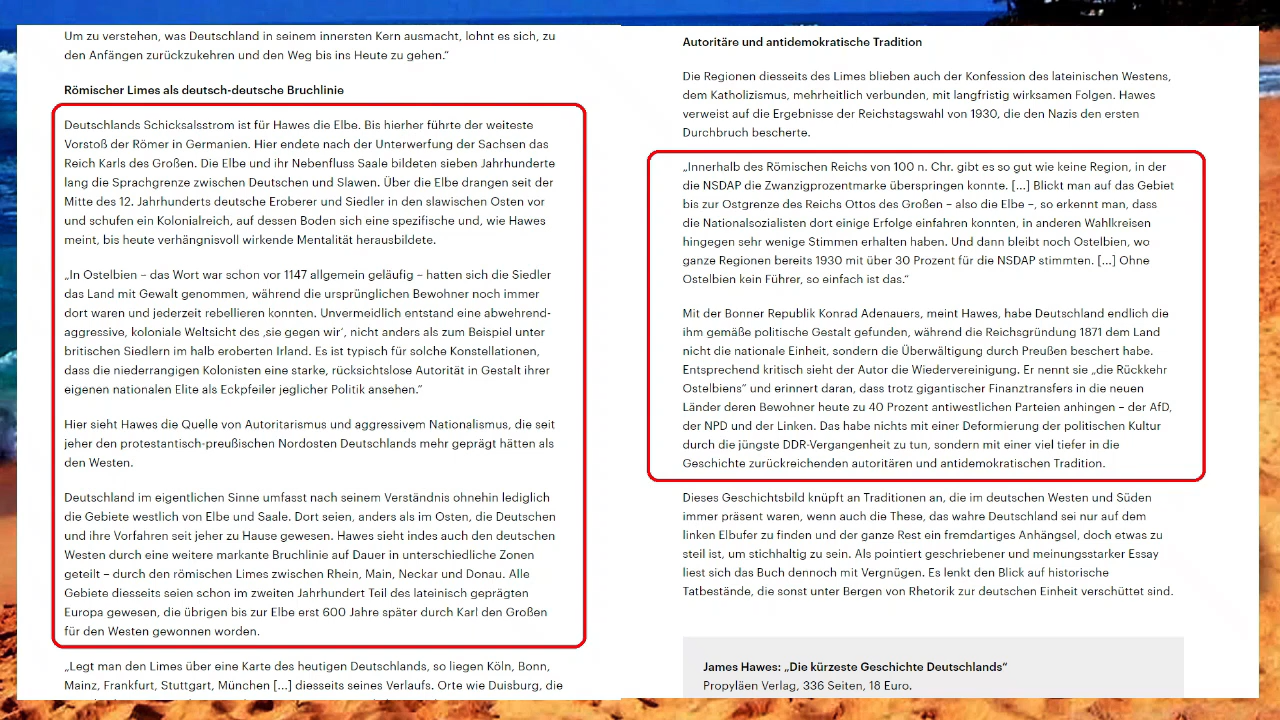 Um zu verstehen, was Deutschland in seinem innersten Kern ausmacht, lohnt es sich, zu
den Anfängen zurückzukehren und den Weg bis ins Heute zu gehen.“
Römischer Limes als deutsch-deutsche Bruchlinie
Deutschlands Schicksalsstrom ist für Hawes die Elbe. Bis hierher führte der weiteste
Vorstoß der Römer in Germanien. Hier endete nach der Unterwerfung der Sachsen das
Reich Karls des Großen. Die Elbe und ihr Nebenfluss Saale bildeten sieben Jahrhunderte
lang die Sprachgrenze zwischen Deutschen und Slawen. Über die Elbe drangen seit der
Mitte des 12. Jahrhunderts deutsche Eroberer und Siedler in den slawischen Osten vor
und schufen ein Kolonialreich, auf dessen Boden sich eine spezifische und, wie Hawes
meint, bis heute verhängnisvoll wirkende Mentalität herausbildete.
„In Ostelbien – das Wort war schon vor 1147 allgemein geläufig – hatten sich die Siedler
das Land mit Gewalt genommen, während die ursprünglichen Bewohner noch immer
dort waren und jederzeit rebellieren konnten. Unvermeidlich entstand eine abwehrend-
aggressive, koloniale Weltsicht des ‚sie gegen wir‘, nicht anders als zum Beispiel unter
britischen Siedlern im halb eroberten Irland. Es ist typisch für solche Konstellationen,
dass die niederrangigen Kolonisten eine starke, rücksichtslose Autorität in Gestalt ihrer
eigenen nationalen Elite als Eckpfeiler jeglicher Politik ansehen.“
Hier sieht Hawes die Quelle von Autoritarismus und aggressivem Nationalismus, die seit
jeher den protestantisch-preußischen Nordosten Deutschlands mehr geprägt hätten als
den Westen.
Deutschland im eigentlichen Sinne umfasst nach seinem Verständnis ohnehin lediglich
die Gebiete westlich von Elbe und Saale. Dort seien, anders als im Osten, die Deutschen
und ihre Vorfahren seit jeher zu Hause gewesen. Hawes sieht indes auch den deutschen
Westen durch eine weitere markante Bruchlinie auf Dauer in unterschiedliche Zonen
geteilt – durch den römischen Limes zwischen Rhein, Main, Neckar und Donau. Alle
Gebiete diesseits seien schon im zweiten Jahrhundert Teil des lateinisch geprägten
Europa gewesen, die übrigen bis zur Elbe erst 600 Jahre später durch Karl den Großen
für den Westen gewonnen worden.
„Legt man den Limes über eine Karte des heutigen Deutschlands, so liegen Köln, Bonn,
Mainz, Frankfurt, Stuttgart, München [...] diesseits seines Verlaufs. Orte wie Duisburg, die
Autoritäre und antidemokratische Tradition
Die Regionen diesseits des Limes blieben auch der Konfession des lateinischen Westens,
dem Katholizismus, mehrheitlich verbunden, mit langfristig wirksamen Folgen. Hawes
verweist auf die Ergebnisse der Reichstagswahl von 1930, die den Nazis den ersten
Durchbruch bescherte.
„Innerhalb des Römischen Reichs von 100 n. Chr. gibt es so gut wie keine Region, in der
die NSDAP die Zwanzigprozentmarke überspringen konnte. [...] Blickt man auf das Gebiet
bis zur Ostgrenze des Reichs Ottos des Großen – also die Elbe –, so erkennt man, dass
die Nationalsozialisten dort einige Erfolge einfahren konnten, in anderen Wahlkreisen
hingegen sehr wenige Stimmen erhalten haben. Und dann bleibt noch Ostelbien, wo
ganze Regionen bereits 1930 mit über 30 Prozent für die NSDAP stimmten. [...] Ohne
Ostelbien kein Führer, so einfach ist das.“
Mit der Bonner Republik Konrad Adenauers, meint Hawes, habe Deutschland endlich die
ihm gemäße politische Gestalt gefunden, während die Reichsgründung 1871 dem Land
nicht die nationale Einheit, sondern die Überwältigung durch Preußen beschert habe.
Entsprechend kritisch sieht der Autor die Wiedervereinigung. Er nennt sie „die Rückkehr
Ostelbiens“ und erinnert daran, dass trotz gigantischer Finanztransfers in die neuen
Länder deren Bewohner heute zu 40 Prozent antiwestlichen Parteien anhingen – der AfD,
der NPD und der Linken. Das habe nichts mit einer Deformierung der politischen Kultur
durch die jüngste DDR-Vergangenheit zu tun, sondern mit einer viel tiefer in die
Geschichte zurückreichenden autoritären und antidemokratischen Tradition.
Dieses Geschichtsbild knüpft an Traditionen an, die im deutschen Westen und Süden
immer präsent waren, wenn auch die These, das wahre Deutschland sei nur auf dem
linken Elbufer zu finden und der ganze Rest ein fremdartiges Anhängsel, doch etwas zu
steil ist, um stichhaltig zu sein. Als pointiert geschriebener und meinungsstarker Essay
liest sich das Buch dennoch mit Vergnügen. Es lenkt den Blick auf historische
Tatbestände, die sonst unter Bergen von Rhetorik zur deutschen Einheit verschüttet sind.
James Hawes: „Die kürzeste Geschichte Deutschlands“
Propyläen Verlag, 336 Seiten, 18 Euro.